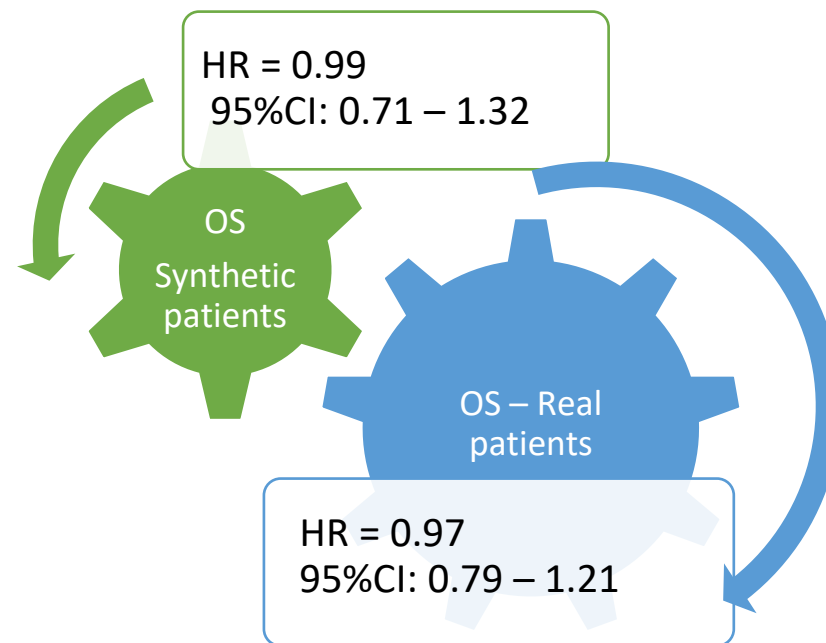 HR = 0.99
95%CI: 0.71 – 1.32
OS
Synthetic
patients
OS – Real
patients
HR = 0.97
95%CI: 0.79 – 1.21